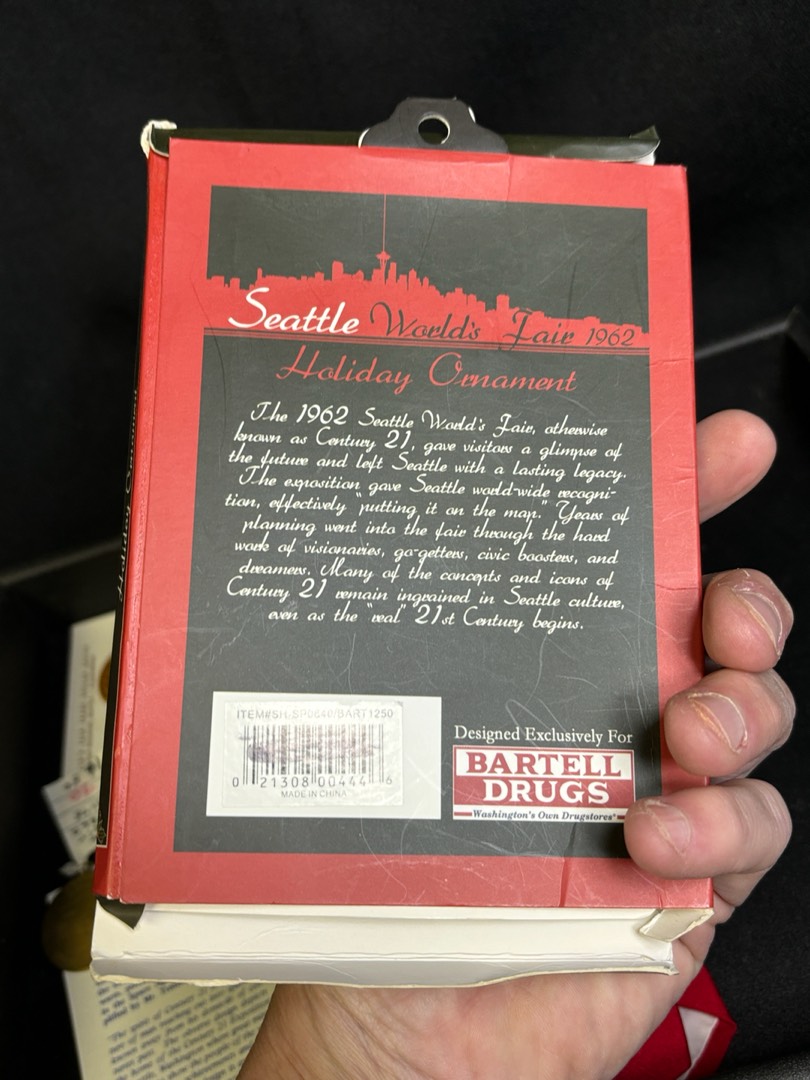 Seattle World's Fair 1962
Holiday Ornament
The 1962 Seattle World's Fair, otherwise
known as Century 21, gave visitors a glimpse of
the future and left Seattle with a lasting legacy.
The exposition gave Seattle world-wide recogni-
tion, effectively "putting it on the map." Years of
planning went into the fair through the hard
work of visionaries, go-getters, civic boosters, and
dreamers. Many of the concepts and icons of
Century 21 remain ingrained in Seattle culture,
even as the "real" 21st Century begins.
0 21308 00444 6
MADE IN CHINA
Designed Exclusively For
BARTELL
DRUGS
Washington's Own Drugstores
Holiday Ornament